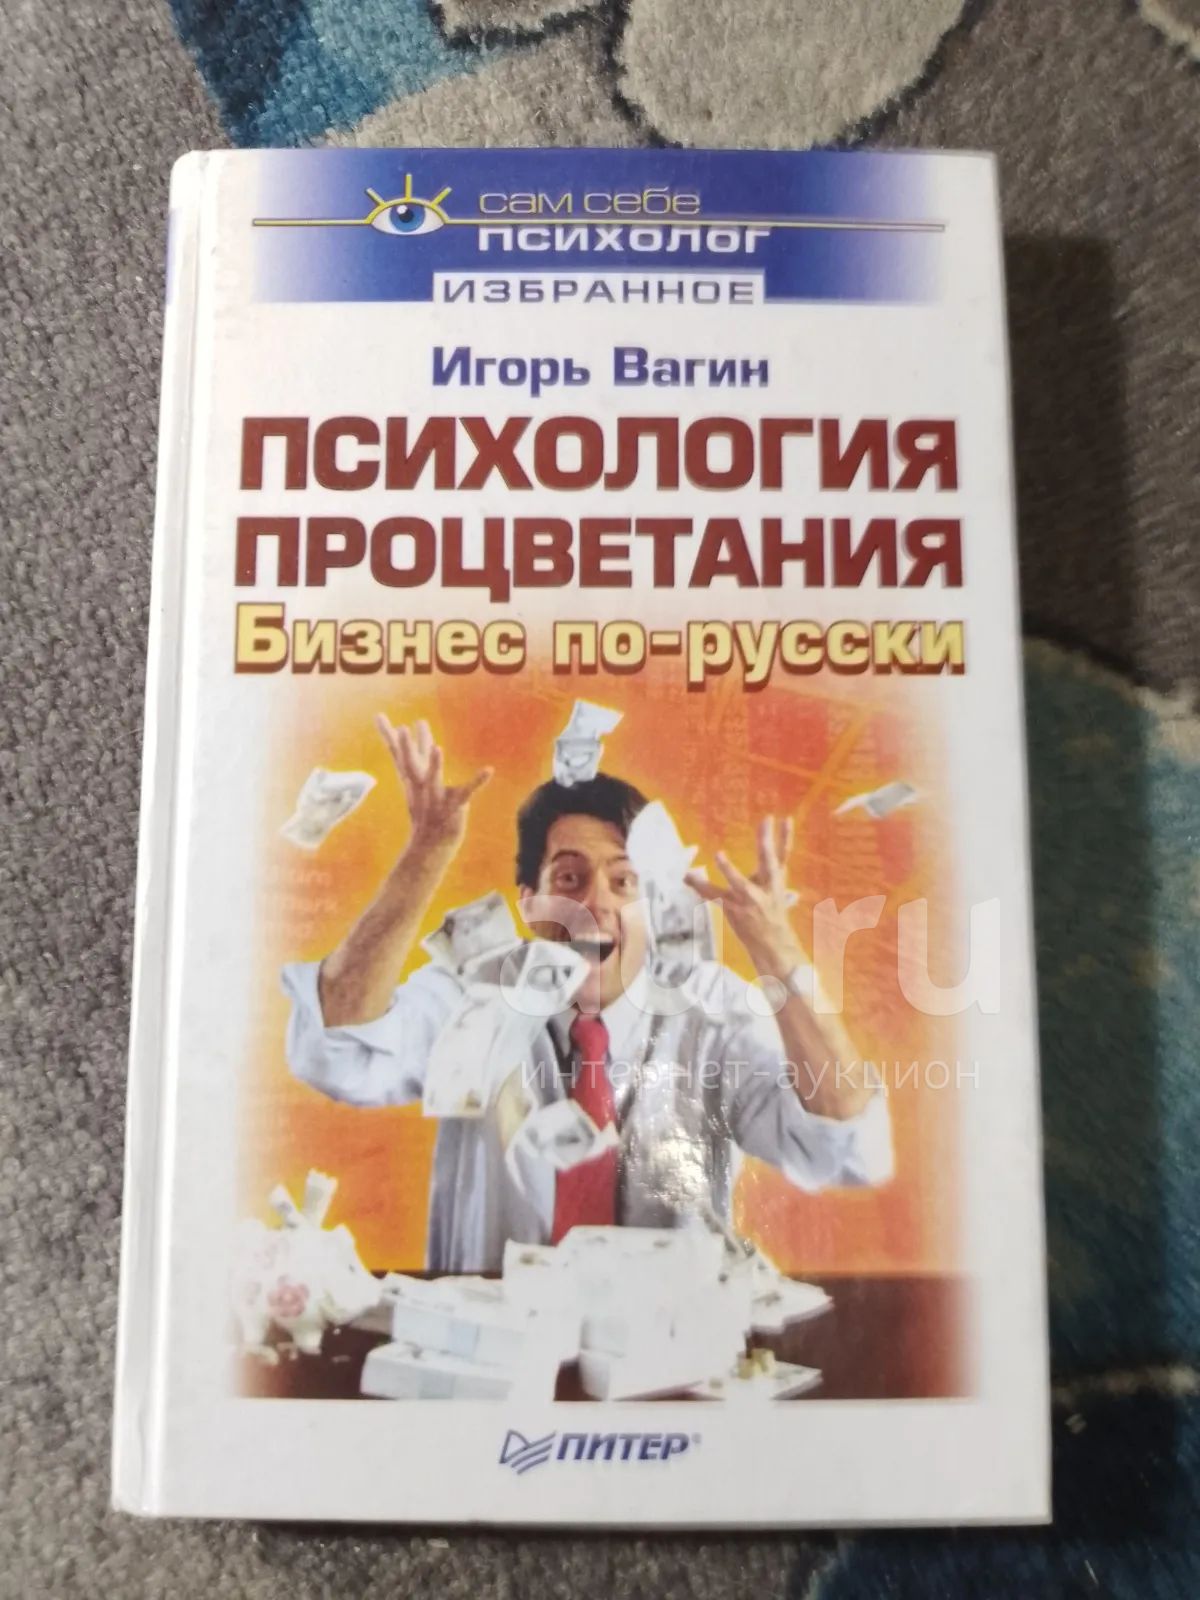 сам себе
ПСИХОЛОГ
ИЗБРАННОЕ
Игорь Вагин
ПСИХОЛОГИЯ
ПРОЦВЕТАНИЯ
Бизнес по-русски
au.ru
интернет-аукцион
ПИТЕР®